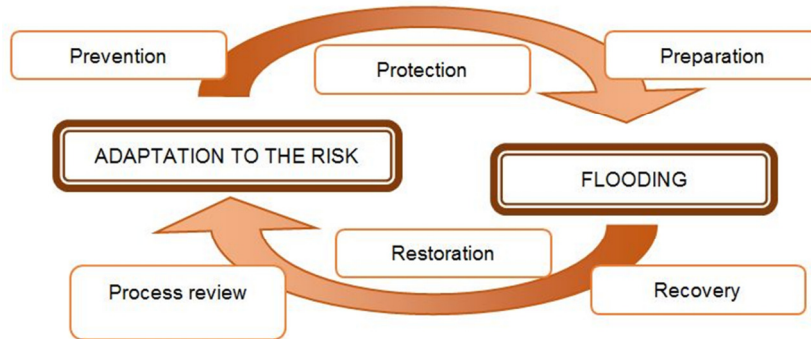 Prevention
Protection
Preparation
ADAPTATION TO THE RISK
FLOODING
Restoration
Process review
Recovery